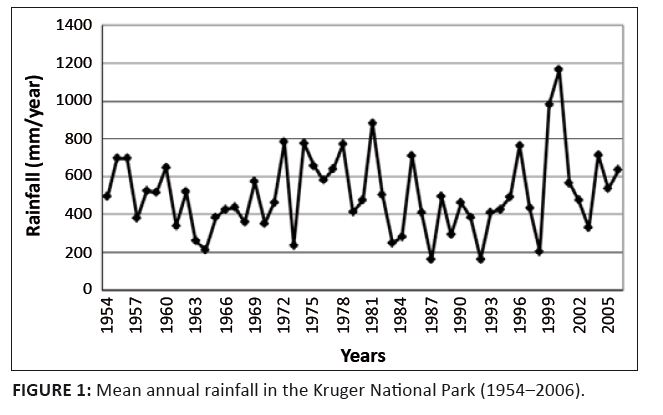 1400
1200
1000
800
600
400
200
0
Rainfall (mm/year)
1954 1957 1960 1963 1966 1969 1972 1975 1978 1981 1984 1987 1990 1993 1996 1999 2002 2005
Years
FIGURE 1: Mean annual rainfall in the Kruger National Park (1954–2006).